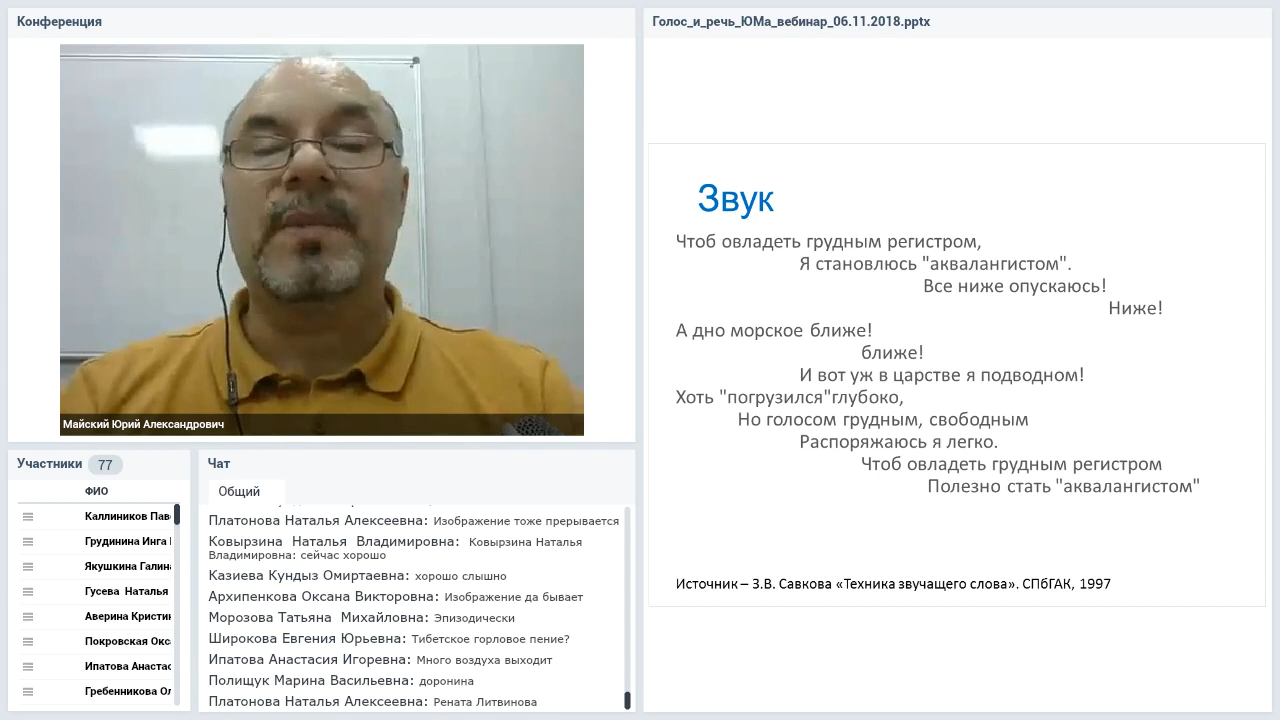 Конференция
Майский Юрий Александрович
Участники 77
ФИО
Каллиников Пав
Грудинина Инга
Якушкина Галина
Гусева Наталья
Аверина Кристин
Покровская Окс
Ипатова Анастас
Гребенникова Ол
Чат
Общий
Платонова Наталья Алексеевна: Изображение тоже прерывается
Ковырзина Наталья Владимировна: Ковырзина Наталья
Владимировна: сейчас хорошо
Казиева Кундыз Омиртаевна: хорошо слышно
Архипенкова Оксана Викторовна: Изображение да бывает
Морозова Татьяна Михайловна: Эпизодически
Широкова Евгения Юрьевна: Тибетское горловое пение?
Ипатова Анастасия Игоревна: Много воздуха выходит
Полищук Марина Васильевна: доронина
Платонова Наталья Алексеевна: Рената Литвинова
Голос_и_речь_ЮМа_вебинар_06.11.2018.pptx
Звук
Чтоб овладеть грудным регистром,
Я становлюсь "аквалангистом".
Все ниже опускаюсь!
Ниже!
А дно морское ближе!
ближе!
И вот уж в царстве я подводном!
Хоть "погрузился"глубоко,
Но голосом грудным, свободным
Распоряжаюсь я легко.
Чтоб овладеть грудным регистром
Полезно стать "аквалангистом"
Источник – З.В. Савкова «Техника звучащего слова». СПбГАК, 1997